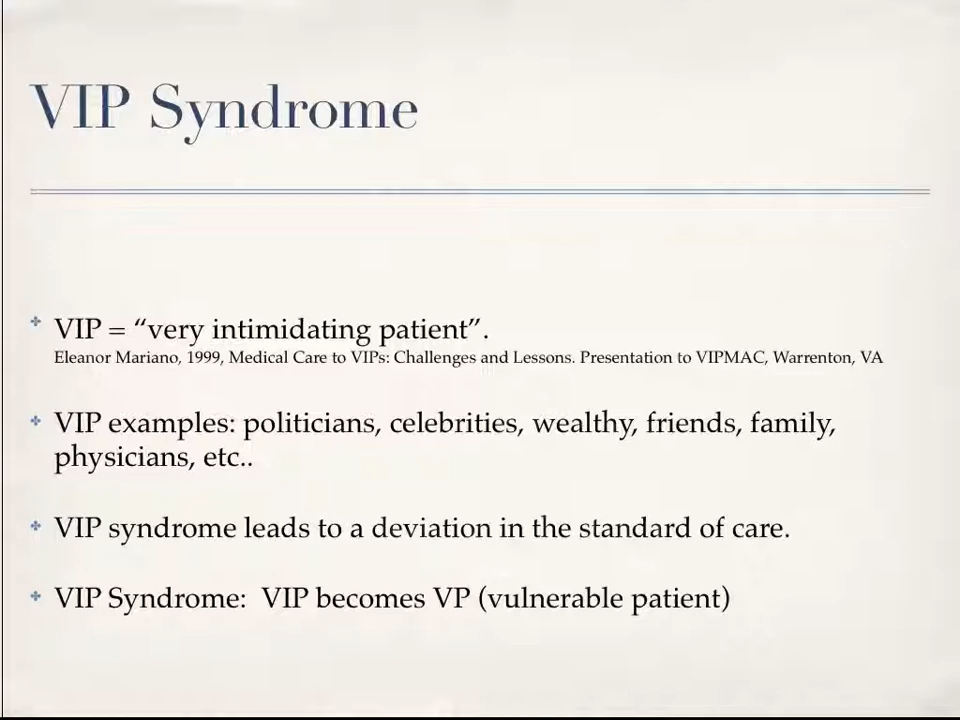 VIP Syndrome
VIP = “very intimidating patient”.
Eleanor Mariano, 1999, Medical Care to VIPs: Challenges and Lessons. Presentation to VIPMAC, Warrenton, VA
VIP examples: politicians, celebrities, wealthy, friends, family,
physicians, etc..
VIP syndrome leads to a deviation in the standard of care.
VIP Syndrome:  VIP becomes VP (vulnerable patient)